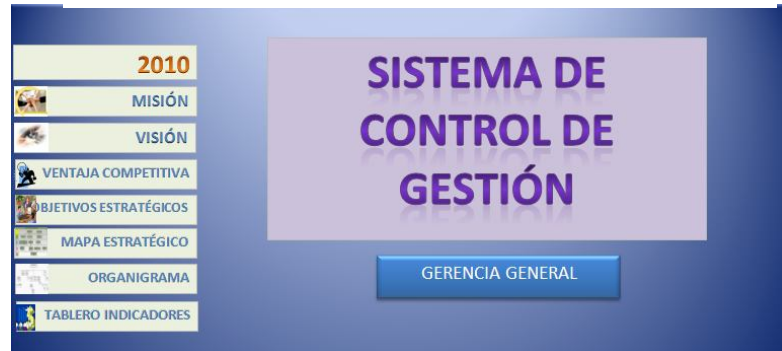 2010
MISIÓN
VISIÓN
VENTAJA COMPETITIVA
BJETIVOS ESTRATÉGICOS
MAPA ESTRATÉGICO
ORGANIGRAMA
TABLERO INDICADORES
SISTEMA DE
CONTROL DE
GESTIÓN
GERENCIA GENERAL